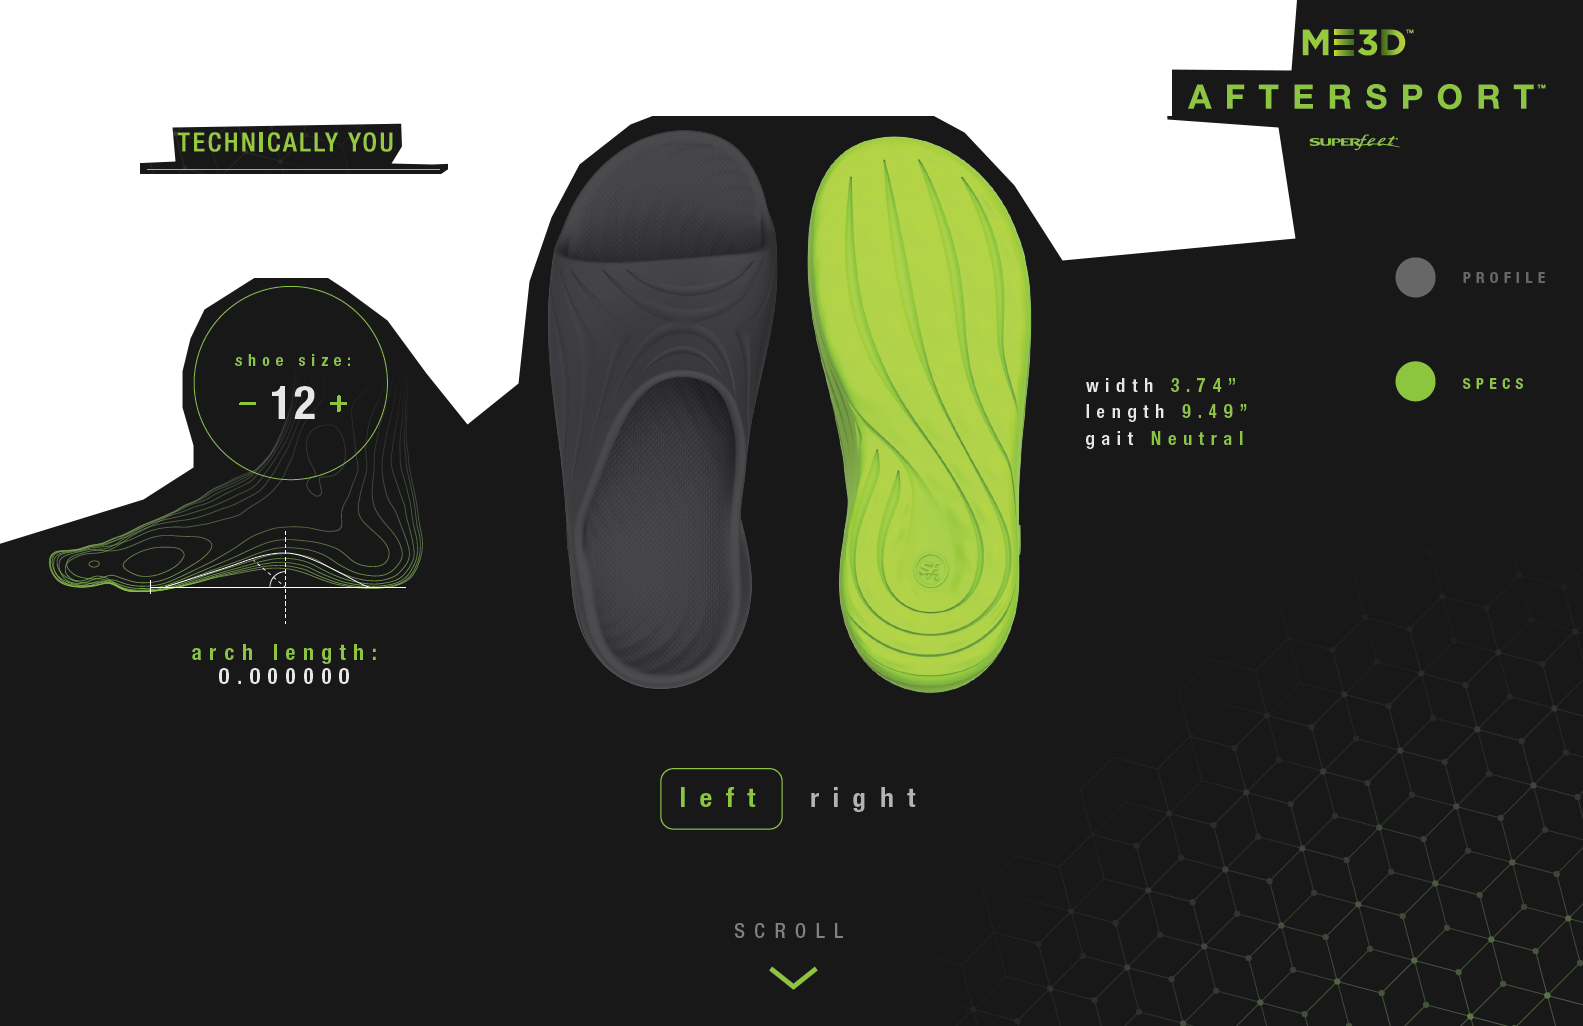 ME3D™
AFTERSPORT™
SUPERfeet
TECHNICALLY YOU
PROFILE
shoe size:
- 12 +
SPECS
width 3.74”
length 9.49”
gait Neutral
arch length:
0.000000
left right
SCROLL